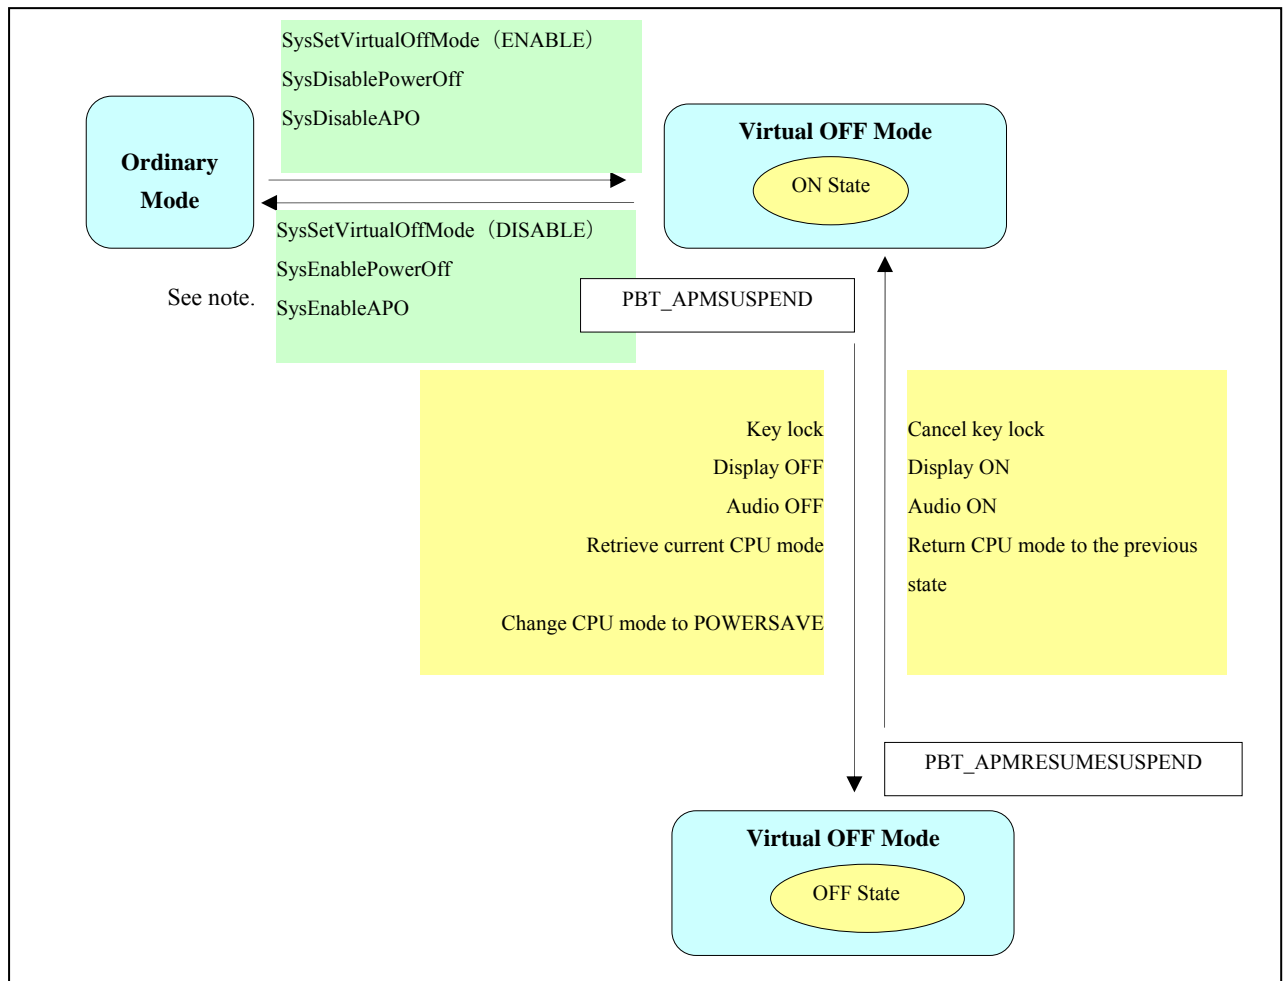 SysSetVirtualOffMode（ENABLE）
SysDisablePowerOff
SysDisableAPO
Ordinary
Mode
Virtual OFF Mode
ON State
SysSetVirtualOffMode（DISABLE）
SysEnablePowerOff
SysEnableAPO
See note.
PBT_APMSUSPEND
Key lock
Display OFF
Audio OFF
Retrieve current CPU mode
Change CPU mode to POWERSAVE
Cancel key lock
Display ON
Audio ON
Return CPU mode to the previous
state
PBT_APMRESUMESUSPEND
Virtual OFF Mode
OFF State